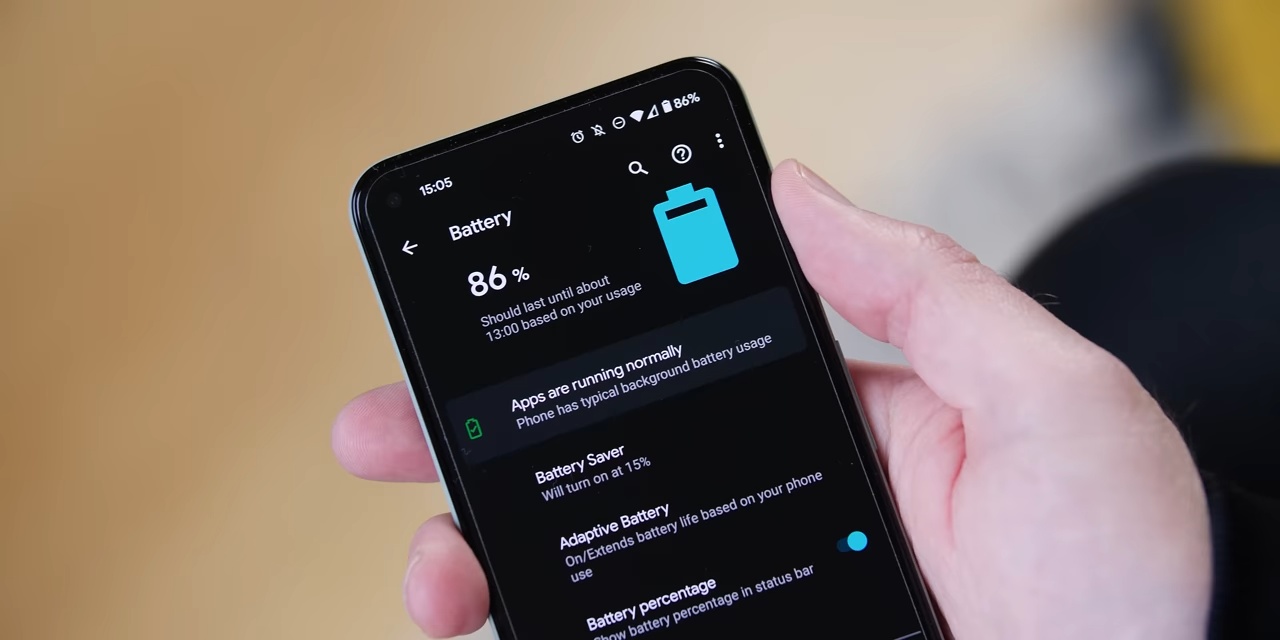 15:05
86%
Battery
86 %
Should last until about
13:00 based on your usage
Apps are running normally
Phone has typical background battery usage
Battery Saver
Will turn on at 15%
Adaptive Battery
On/Extends battery life based on your phone
use
Battery percentage
Show battery percentage in status bar